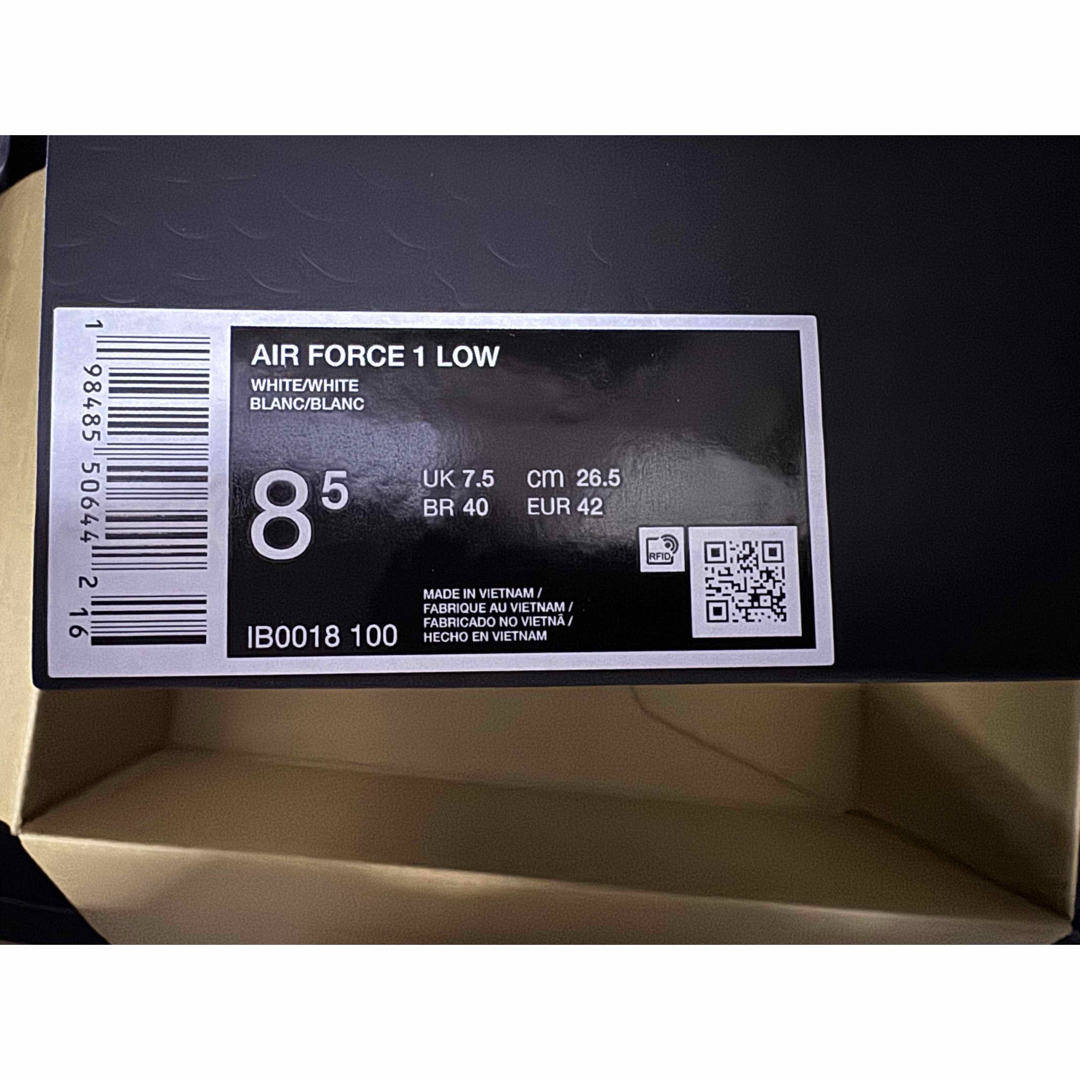 AIR FORCE 1 LOW
WHITE/WHITE
BLANC/BLANC
8 5
UK 7.5 cm 26.5
BR 40 EUR 42
RFID
MADE IN VIETNAM /
FABRIQUE AU VIETNAM /
FABRICADO NO VIETNÃ /
HECHO EN VIETNAM
IB0018 100
1 98485 50644 2 16